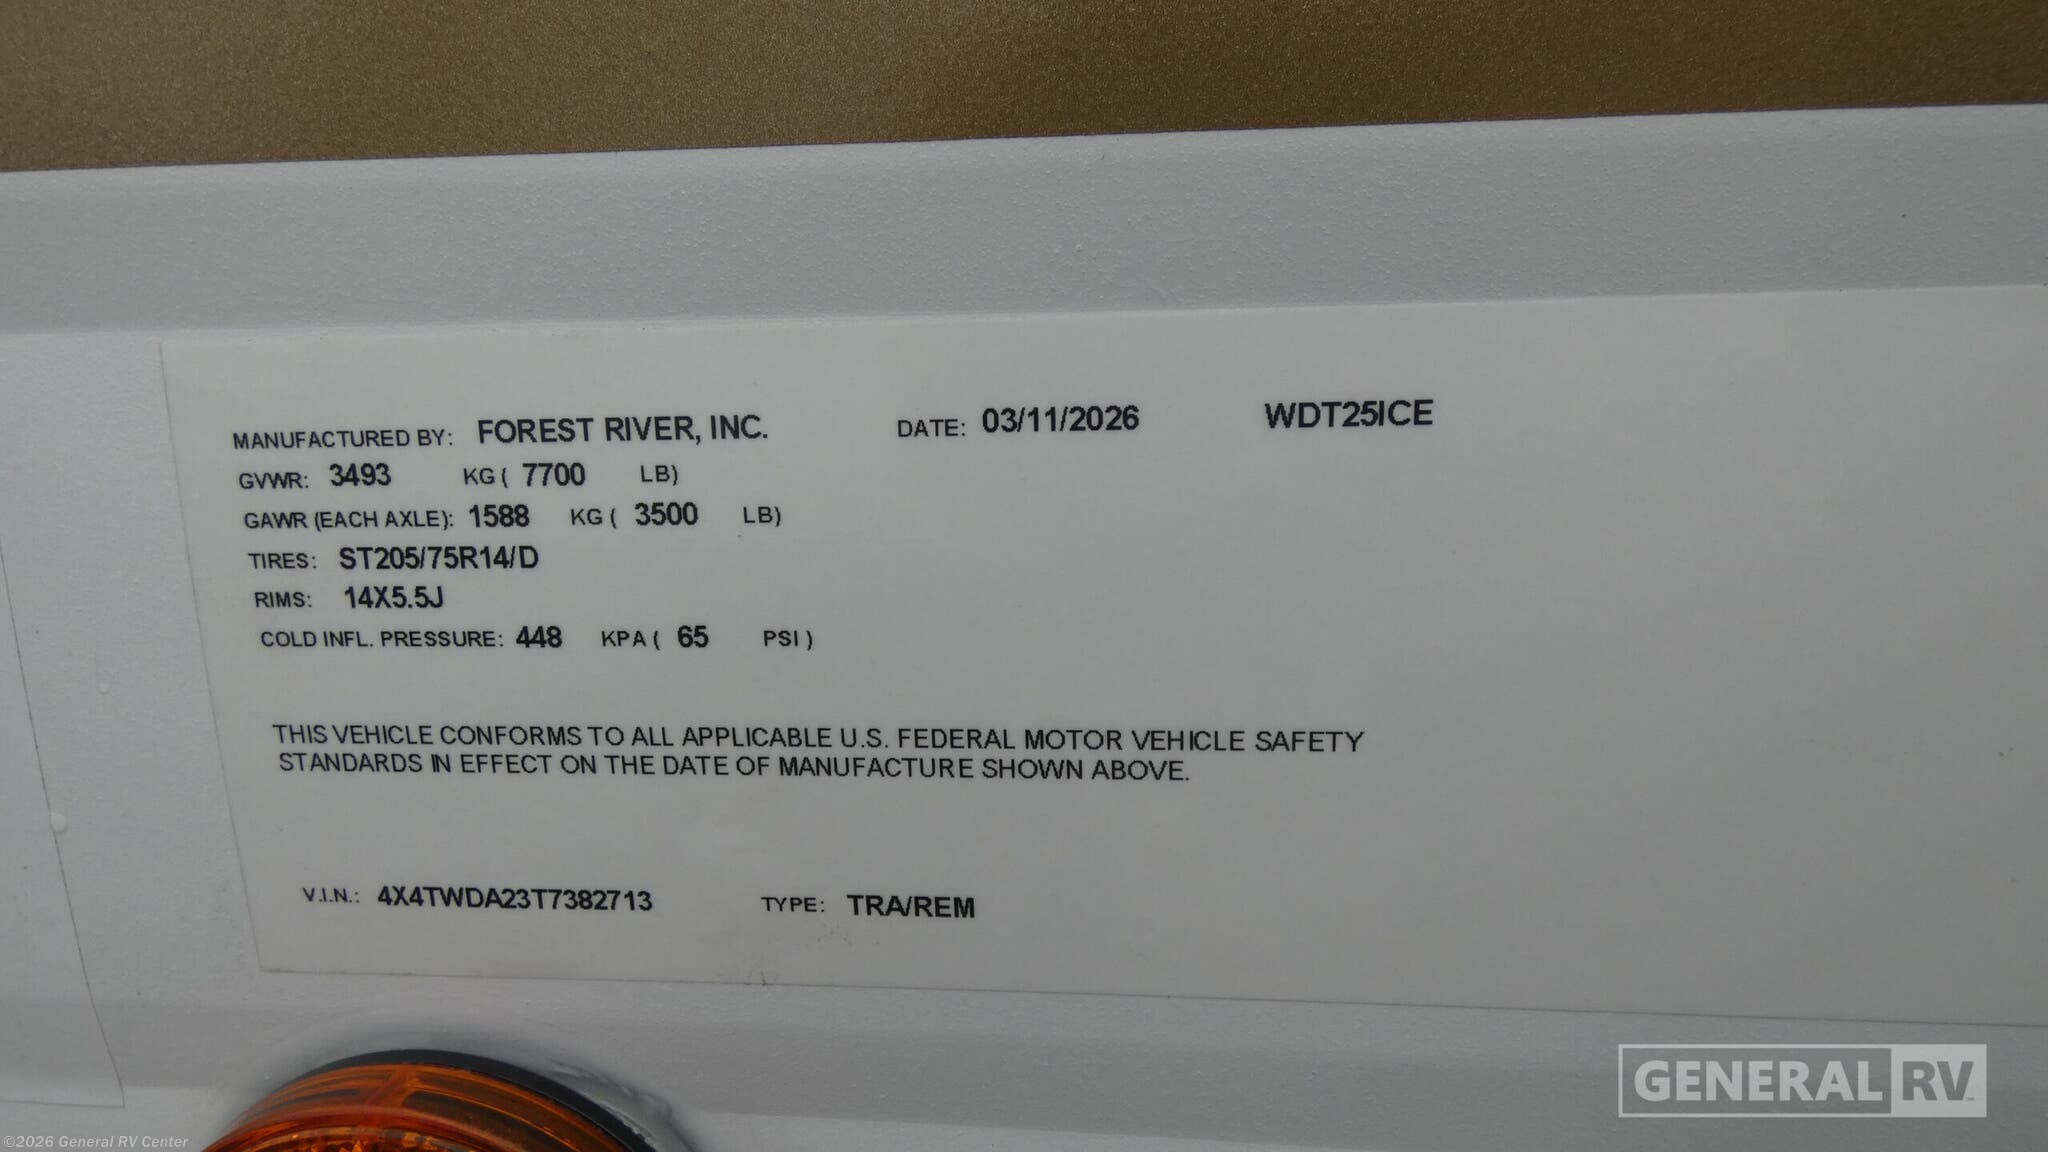 MANUFACTURED BY: FOREST RIVER, INC. DATE: 03/11/2026 WDT25ICE
GVWR: 3493 KG ( 7700 LB)
GAWR (EACH AXLE): 1588 KG ( 3500 LB)
TIRES: ST205/75R14/D
RIMS: 14X5.5J
COLD INFL. PRESSURE: 448 KPA ( 65 PSI )
THIS VEHICLE CONFORMS TO ALL APPLICABLE U.S. FEDERAL MOTOR VEHICLE SAFETY
STANDARDS IN EFFECT ON THE DATE OF MANUFACTURE SHOWN ABOVE.
V.I.N.: 4X4TWDA23T7382713 TYPE: TRA/REM
GENERAL RV
©2026 General RV Center